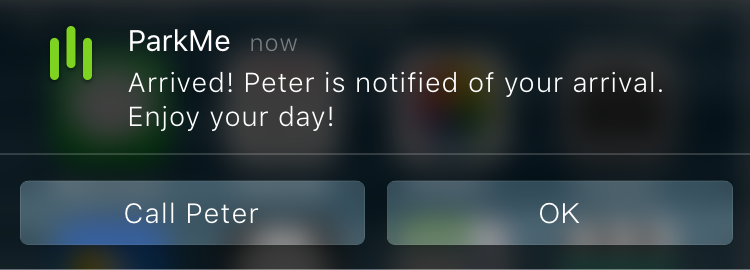 ParkMe now
Arrived! Peter is notified of your arrival.
Enjoy your day!
Call Peter OK